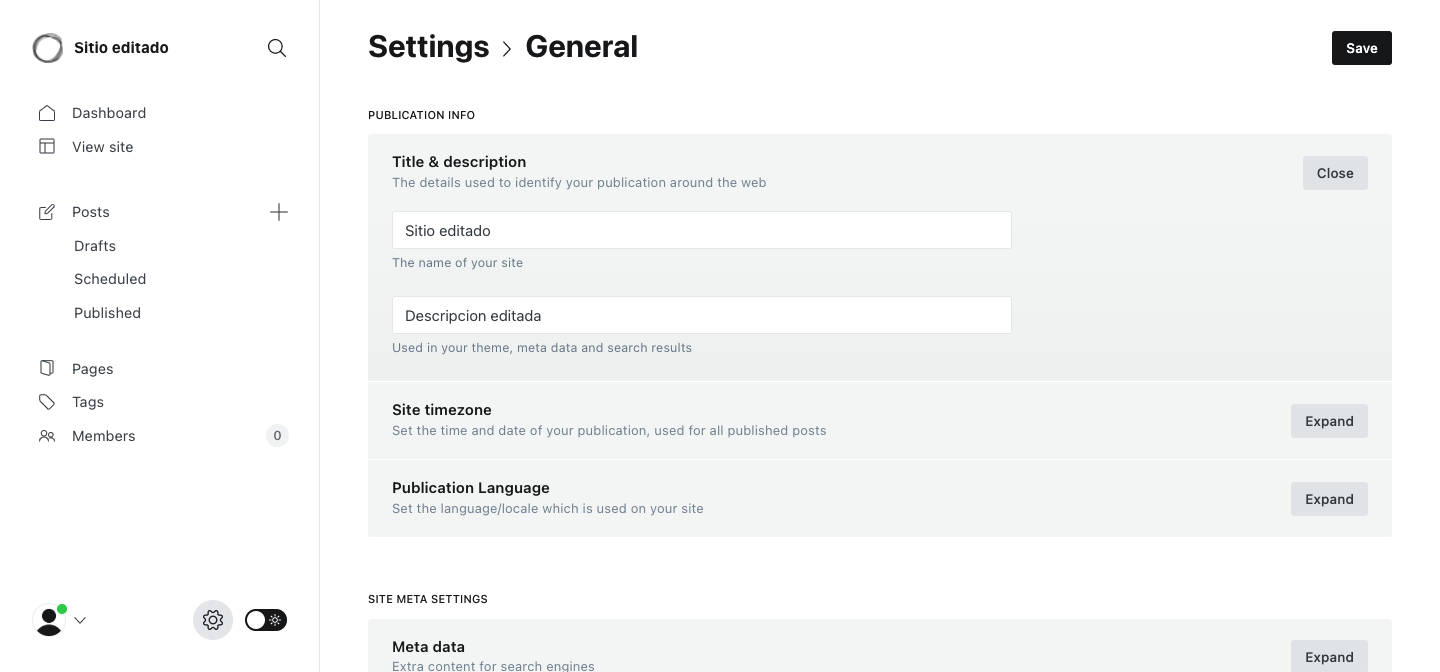 Sitio editado
Dashboard
View site
Posts
Drafts
Scheduled
Published
Pages
Tags
Members
0
Settings
General
Save
PUBLICATION INFO
Title & description
The details used to identify your publication around the web
Close
Sitio editado
The name of your site
Descripcion editada
Used in your theme, meta data and search results
Site timezone
Set the time and date of your publication, used for all published posts
Expand
Publication Language
Set the language/locale which is used on your site
Expand
SITE META SETTINGS
Meta data
Extra content for search engines
Expand